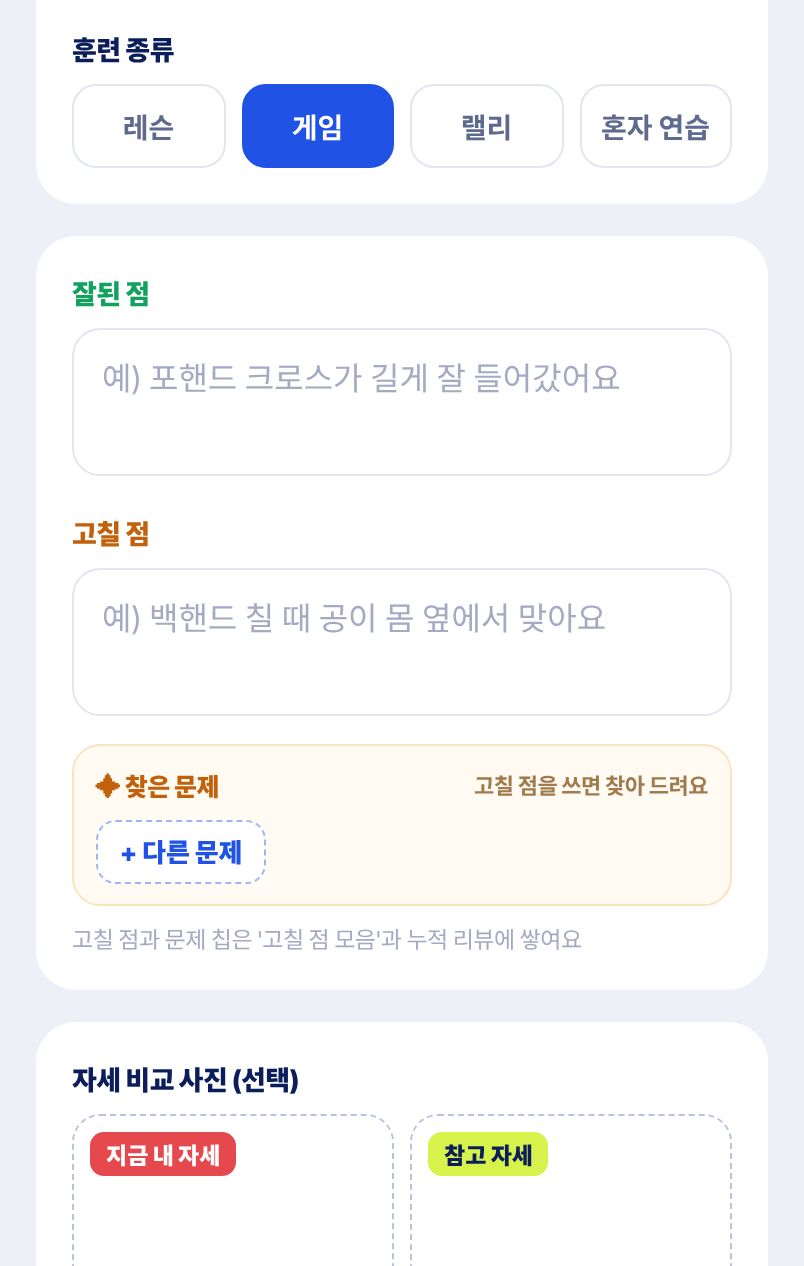 훈련 종류
레슨 게임 랠리 혼자 연습
잘된 점
예) 포핸드 크로스가 길게 잘 들어갔어요
고칠 점
예) 백핸드 칠 때 공이 몸 옆에서 맞아요
찾은 문제 고칠 점을 쓰면 찾아 드려요
+ 다른 문제
고칠 점과 문제 칩은 '고칠 점 모음'과 누적 리뷰에 쌓여요
자세 비교 사진 (선택)
지금 내 자세 참고 자세